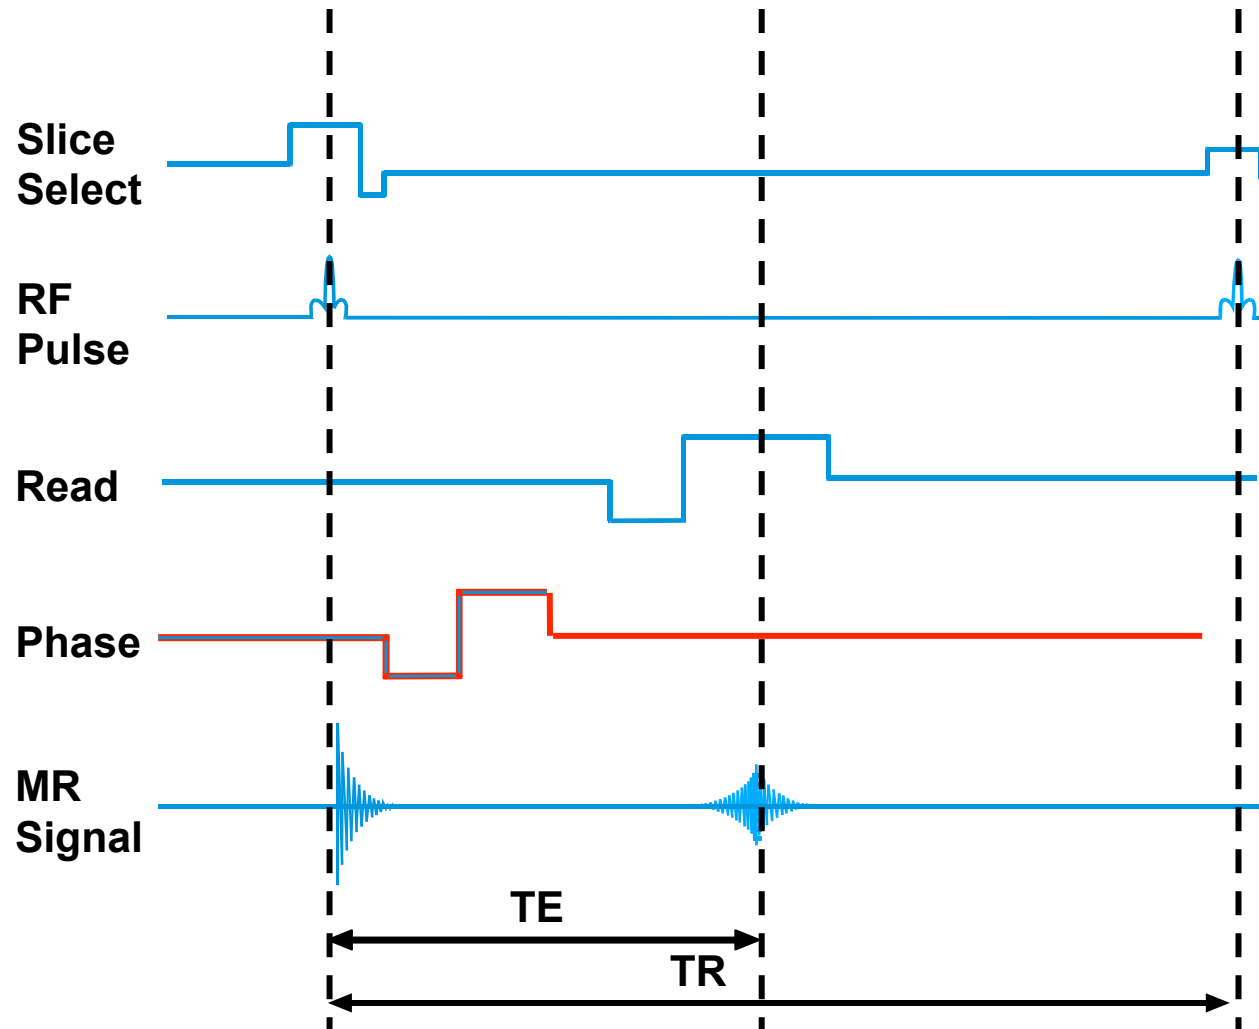 Slice
Select
RF
Pulse
Read
Phase
MR
Signal
TE
TR